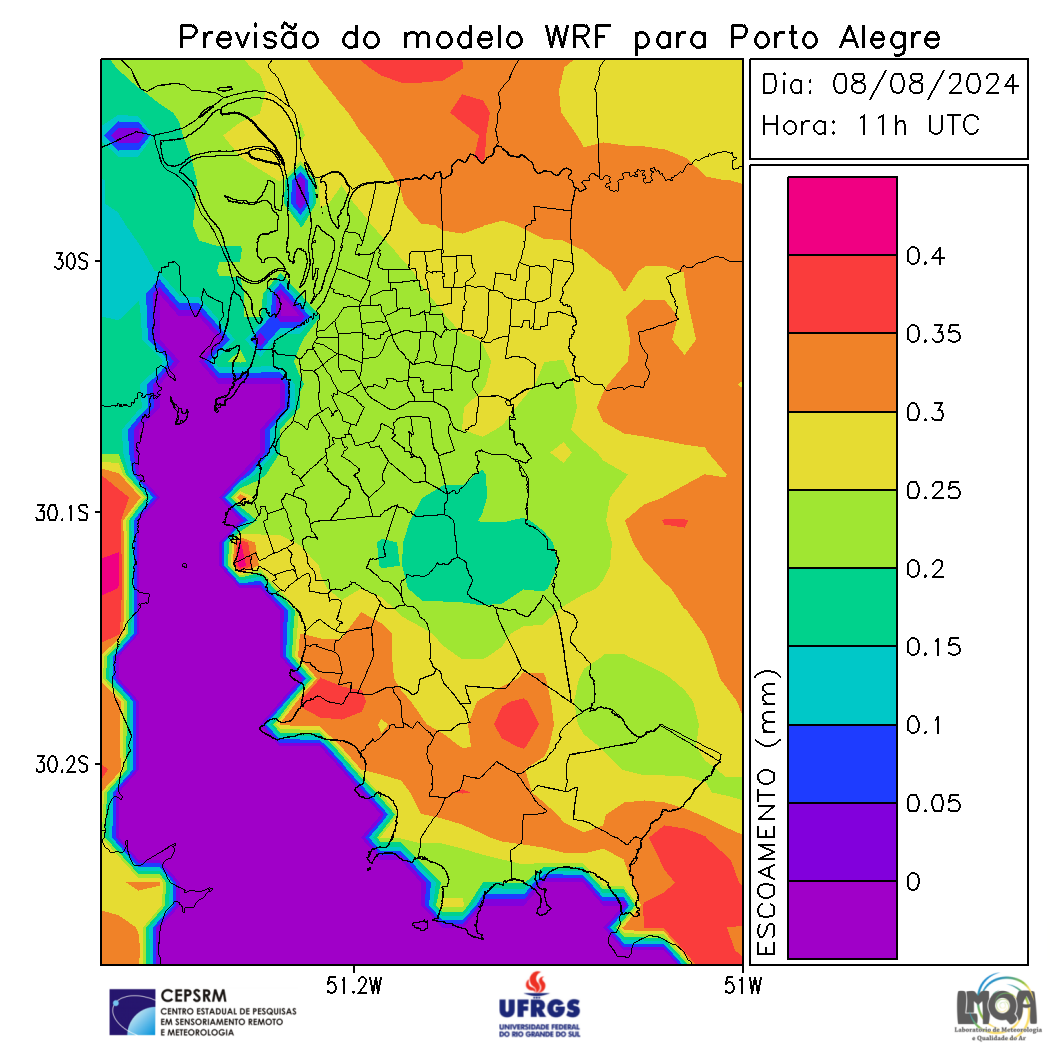 Previsão do modelo WRF para Porto Alegre
Dia: 08/08/2024
Hora: 11h UTC
30S
30.1S
30.2S
51.2W
51W
ESCOAMENTO (mm)
0.4
0.35
0.3
0.25
0.2
0.15
0.1
0.05
0
CEPSRM
CENTRO ESTADUAL DE PESQUISAS
EM SENSORIAMENTO REMOTO
E METEOROLOGIA
UFRGS
UNIVERSIDADE FEDERAL
DO RIO GRANDE DO SUL
LMQA
Laboratório de Meteorologia
e Qualidade do Ar